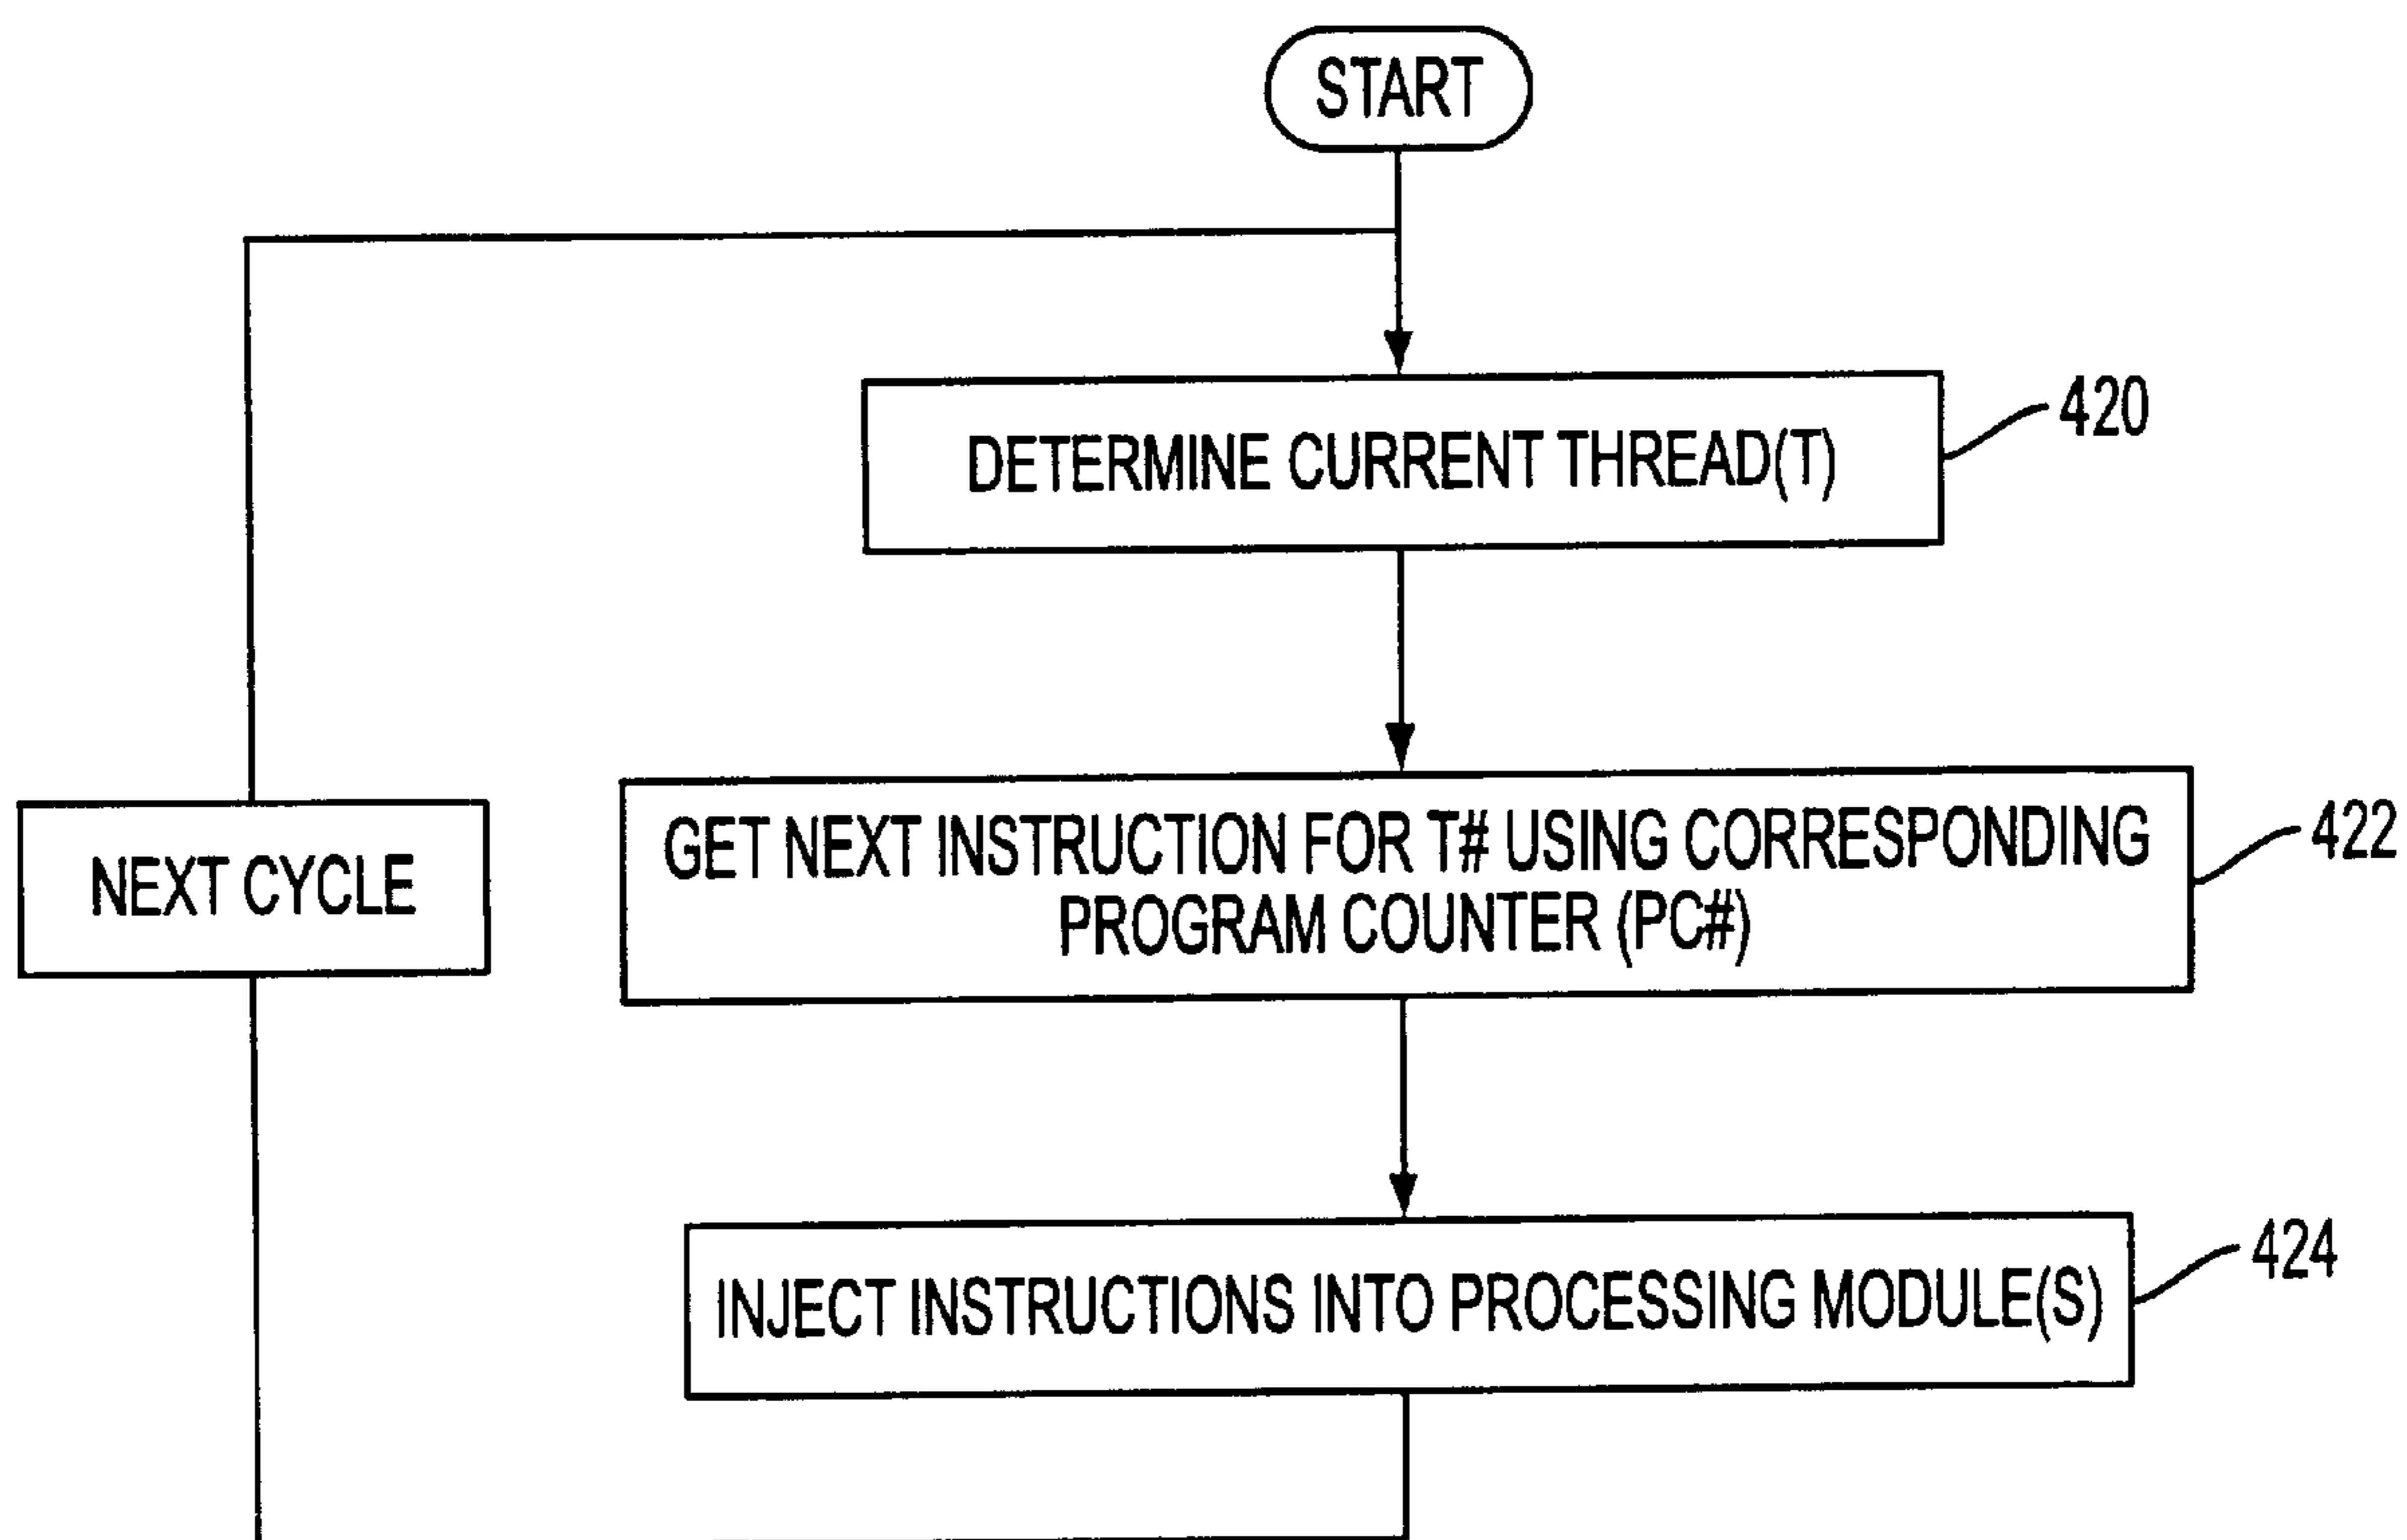 START
DETERMINE CURRENT THREAD(T)
420
GET NEXT INSTRUCTION FOR T# USING CORRESPONDING
PROGRAM COUNTER (PC#)
422
NEXT CYCLE
INJECT INSTRUCTIONS INTO PROCESSING MODULE(S)
424